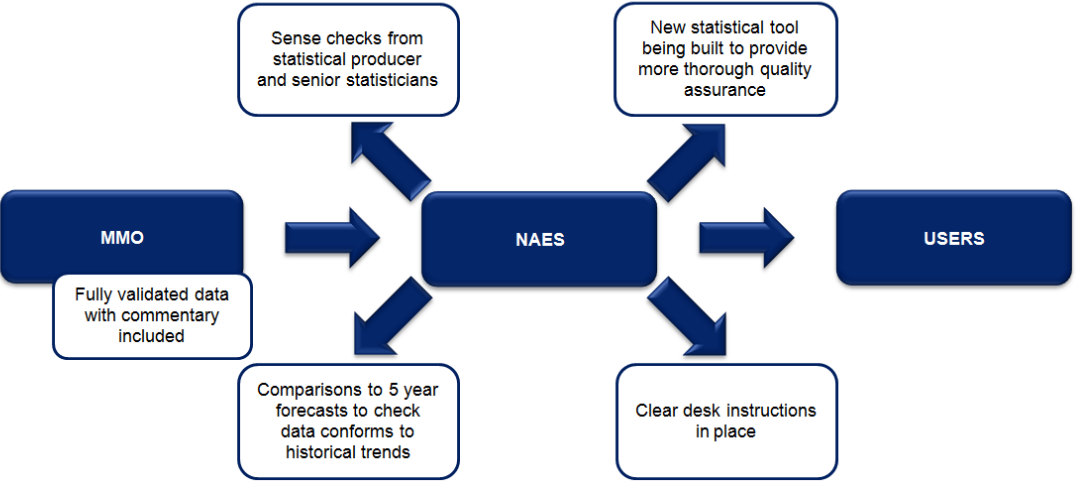 Sense checks from
statistical producer
and senior statisticians
New statistical tool
being built to provide
more thorough quality
assurance
MMO
NAES
USERS
Fully validated data
with commentary
included
Comparisons to 5 year
forecasts to check
data conforms to
historical trends
Clear desk instructions
in place